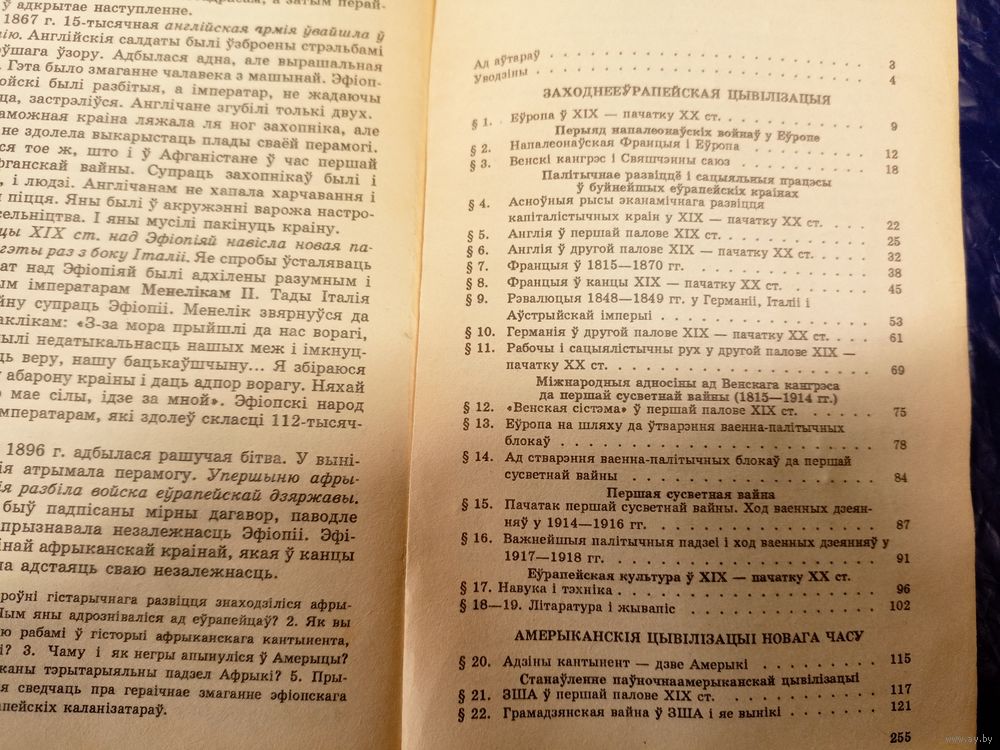 ў адкрытае наступленне.
1867 г. 15-тысячная англійская армія ўвайшла ў
Англійскія салдаты былі ўзброены стрэльбамі
узору. Адбылася адна, але вырашальная
Гэта было змаганне чалавека з машынай. Эфіоп-
былі разбітыя, а імператар, не жадаючы
застрэліўся. Англічане згубілі толькі двух.
краіна ляжала ля ног захопніка, але
не здолела выкарыстаць плады сваёй перамогі.
тое ж, што і ў Афганістане ў час першай
вайны. Супраць захопнікаў былі і
і людзі. Англічанам не хапала харчавання і
піцця. Яны былі ў акружэнні варожа настро-
І яны мусілі пакінуць краіну.
XIX ст. над Эфіопіяй навісла новая па-
гэты раз з боку Італіі. Яе спробы ўсталяваць
над Эфіопіяй былі адхілены разумным і
імператарам Менелікам II. Тады Італія
супраць Эфіопіі. Менелік звярнуўся да
«З-за мора прыйшлі да нас ворагі,
недатыкальнасць нашых меж і імкнуц-
веру, нашу бацькаўшчыну... Я збіраюся
абарону краіны і даць адпор ворагу. Няхай
мае сілы, ідзе за мной». Эфіопскі народ
які здолеў скласці 112-тысяч-
1896 г. адбылася рашучая бітва. У выні-
атрымала перамогу. Упершыню афры-
разбіла войска еўрапейскай дзяржавы.
быў падпісаны мірны дагавор, паводле
прызнавала незалежнасць Эфіопіі. Эфі-
афрыканскай краінай, якая ў канцы
адстаяць сваю незалежнасць.
гістарычнага развіцця знаходзіліся афры-
яны адрозніваліся ад еўрапейцаў? 2. Як вы
рабамі ў гісторыі афрыканскага кантынента,
3. Чаму і як негры апынуліся ў Амерыцы?
тэрытарыяльны падзел Афрыкі? 5. Пры-
сведчаць пра гераічнае змаганне эфіопскага
каланізатараў.
Ад аўтараў 3
Уводзіны 4
ЗАХОДНЕЕЎРАПЕЙСКАЯ ЦЫВІЛІЗАЦЫЯ
§ 1. Еўропа ў XIX — пачатку XX ст. 9
Перыяд напалеонаўскіх войнаў у Еўропе
§ 2. Напалеонаўская Францыя і Еўропа 12
§ 3. Венскі кангрэс і Свяшчэнны саюз 18
Палітычнае развіццё і сацыяльныя працэсы
ў буйнейшых еўрапейскіх краінах
§ 4. Асноўныя рысы эканамічнага развіцця
капіталістычных краін у XIX — пачатку XX ст. 22
§ 5. Англія ў першай палове XIX ст. 25
§ 6. Англія ў другой палове XIX — пачатку XX ст. 32
§ 7. Францыя ў 1815—1870 гг. 38
§ 8. Францыя ў канцы XIX — пачатку XX ст. 45
§ 9. Рэвалюцыя 1848—1849 гг. у Германіі, Італіі і
Аўстрыйскай імперыі 53
§ 10. Германія ў другой палове XIX — пачатку XX ст. 61
§ 11. Рабочы і сацыялістычны рух у другой палове XIX —
пачатку XX ст. 69
Міжнародныя адносіны ад Венскага кангрэса
да першай сусветнай вайны (1815—1914 гг.)
§ 12. «Венская сістэма» ў першай палове XIX ст. 75
§ 13. Еўропа на шляху да ўтварэння ваенна-палітычных
блокаў 78
§ 14. Ад стварэння ваенна-палітычных блокаў да першай
сусветнай вайны 84
Першая сусветная вайна
§ 15. Пачатак першай сусветнай вайны. Ход ваенных дзеян-
няў у 1914—1916 гг. 87
§ 16. Важнейшыя палітычныя падзеі і ход ваенных дзеянняў у
1917—1918 гг. 91
Еўрапейская культура ў XIX — пачатку XX ст.
§ 17. Навука і тэхніка 96
§ 18—19. Літаратура і жывапіс 102
АМЕРЫКАНСКІЯ ЦЫВІЛІЗАЦЫІ НОВАГА ЧАСУ
§ 20. Адзіны кантынент — дзве Амерыкі 115
Станаўленне паўночнаамерыканскай цывілізацыі
§ 21. ЗША ў першай палове XIX ст. 117
§ 22. Грамадзянская вайна ў ЗША і яе вынікі 121
255
www.ay.by